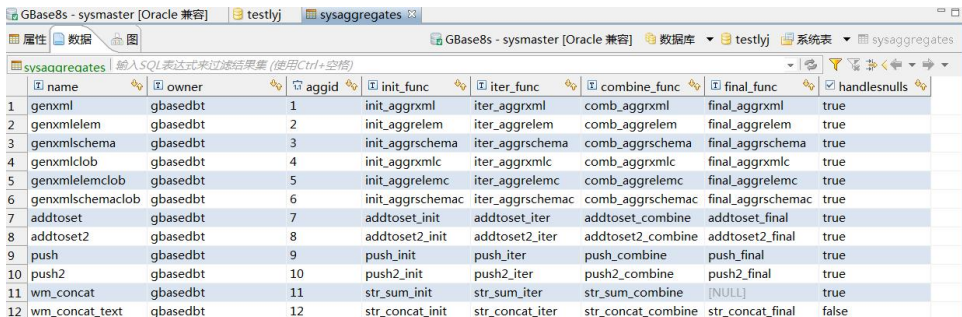 GBase8s - sysmaster [Oracle 兼容] testlyj sysaggregates
属性 数据 图 GBase8s - sysmaster [Oracle 兼容] 数据库 testlyj 系统表 sysaggregates
sysaggregates 输入SQL表达式来过滤结果集 (使用Ctrl+空格)
name owner aggid init_func iter_func combine_func final_func handlesnulls
1 genxml gbasedbt 1 init_aggrxml iter_aggrxml comb_aggrxml final_aggrxml true
2 genxmlelem gbasedbt 2 init_aggrelem iter_aggrelem comb_aggrelem final_aggrelem true
3 genxmlschema gbasedbt 3 init_aggrschema iter_aggrschema comb_aggrschema final_aggrschema true
4 genxmlclob gbasedbt 4 init_aggrxmlc iter_aggrxmlc comb_aggrxmlc final_aggrxmlc true
5 genxmlelemclob gbasedbt 5 init_aggrelemc iter_aggrelemc comb_aggrelemc final_aggrelemc true
6 genxmlschemaclob gbasedbt 6 init_aggrschemac iter_aggrschemac comb_aggrschemac final_aggrschemac true
7 addtoset gbasedbt 7 addtoset_init addtoset_iter addtoset_combine addtoset_final true
8 addtoset2 gbasedbt 8 addtoset2_init addtoset2_iter addtoset2_combine addtoset2_final true
9 push gbasedbt 9 push_init push_iter push_combine push_final true
10 push2 gbasedbt 10 push2_init push2_iter push2_combine push2_final true
11 wm_concat gbasedbt 11 str_sum_init str_sum_iter str_sum_combine [NULL] true
12 wm_concat_text gbasedbt 12 str_concat_init str_concat_iter str_concat_combine str_concat_final false